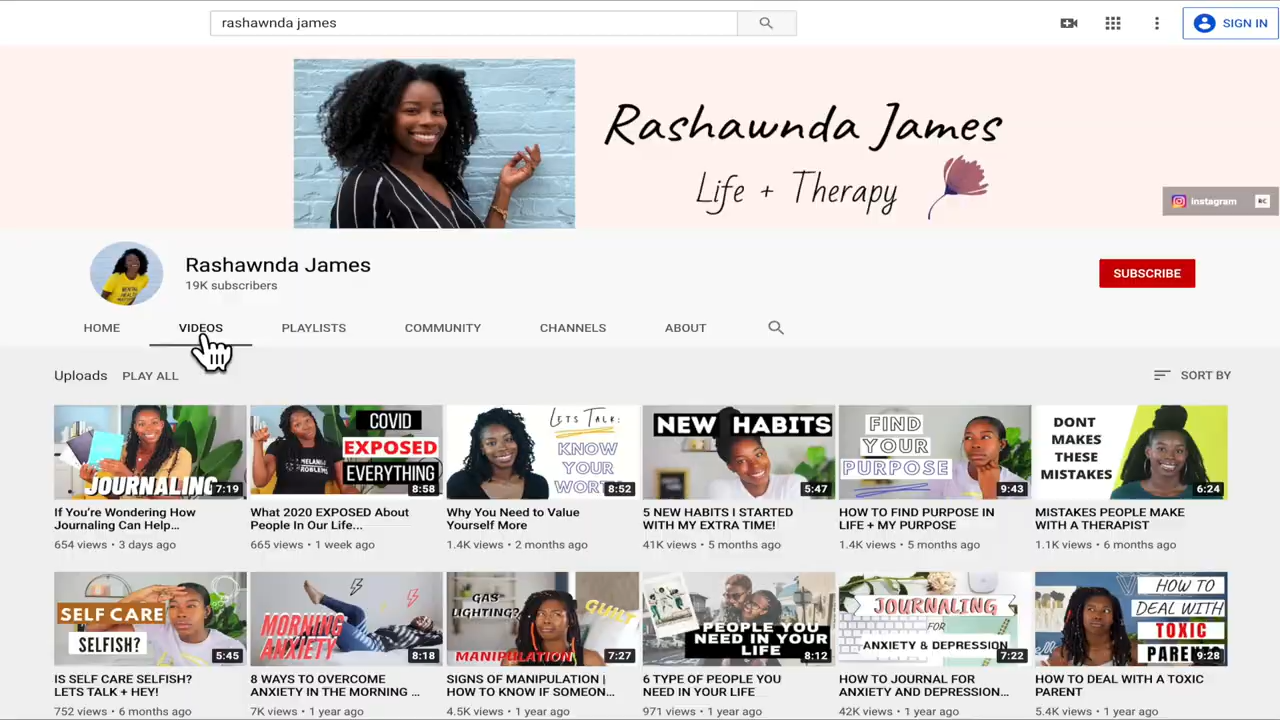 rashawnda james
SIGN IN
Rashawnda James
Life + Therapy
instagram
Rashawnda James
19K subscribers
SUBSCRIBE
HOME VIDEOS PLAYLISTS COMMUNITY CHANNELS ABOUT
Uploads PLAY ALL SORT BY
JOURNALING 7:19
COVID
EXPOSED
EVERYTHING
MELANIN
PROBLEMS
8:58
LETS TALK:
KNOW
YOUR
WORTH
8:52
NEW HABITS
5:47
FIND
YOUR
PURPOSE
9:43
DONT
MAKES
THESE
MISTAKES
6:24
If You're Wondering How
Journaling Can Help...
654 views • 3 days ago
What 2020 EXPOSED About
People In Our Life...
665 views • 1 week ago
Why You Need to Value
Yourself More
1.4K views • 2 months ago
5 NEW HABITS I STARTED
WITH MY EXTRA TIME!
41K views • 5 months ago
HOW TO FIND PURPOSE IN
LIFE + MY PURPOSE
1.4K views • 5 months ago
MISTAKES PEOPLE MAKE
WITH A THERAPIST
1.1K views • 6 months ago
SELF CARE
SELFISH?
5:45
MORNING
ANXIETY
8:18
GAS
LIGHTING?
GUILT
MANIPULATION
7:27
PEOPLE YOU
NEED IN YOUR
LIFE
8:12
JOURNALING
FOR
ANXIETY & DEPRESSION
7:22
HOW TO
DEAL WITH
TOXIC
PARENT
9:28
IS SELF CARE SELFISH?
LETS TALK + HEY!
752 views • 6 months ago
8 WAYS TO OVERCOME
ANXIETY IN THE MORNING ...
7K views • 1 year ago
SIGNS OF MANIPULATION |
HOW TO KNOW IF SOMEON...
4.5K views • 1 year ago
6 TYPE OF PEOPLE YOU
NEED IN YOUR LIFE
971 views • 1 year ago
HOW TO JOURNAL FOR
ANXIETY AND DEPRESSION...
42K views • 1 year ago
HOW TO DEAL WITH A TOXIC
PARENT
5.4K views • 1 year ago